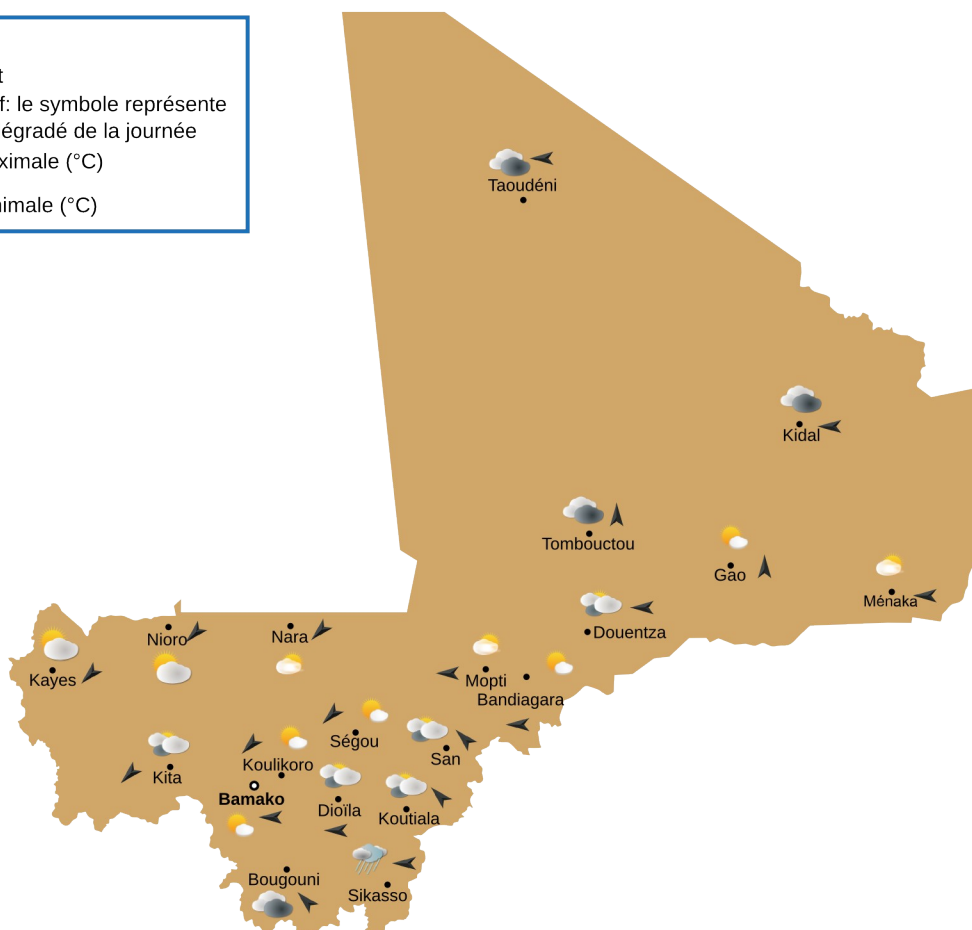 t
f: le symbole représente
égradé de la journée
ximale (°C)
nimale (°C)
Taoudéni
Kidal
Tombouctou
Gao
Ménaka
Douentza
Nioro
Nara
Kayes
Mopti
Bandiagara
Ségou
San
Koulikoro
Kita
Bamako
Dioïla
Koutiala
Bougouni
Sikasso